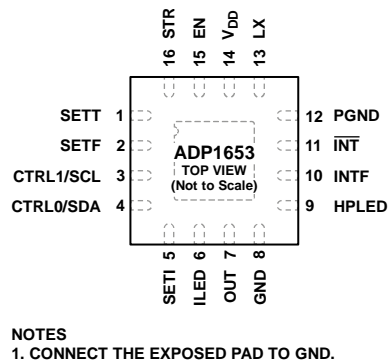 16 STR
15 EN
14 VDD
13 LX
SETT 1
SETF 2
CTRL1/SCL 3
CTRL0/SDA 4
ADP1653
TOP VIEW
(Not to Scale)
12 PGND
11 INT
10 INTF
9 HPLED
SETI 5
ILED 6
OUT 7
GND 8
NOTES
1. CONNECT THE EXPOSED PAD TO GND.